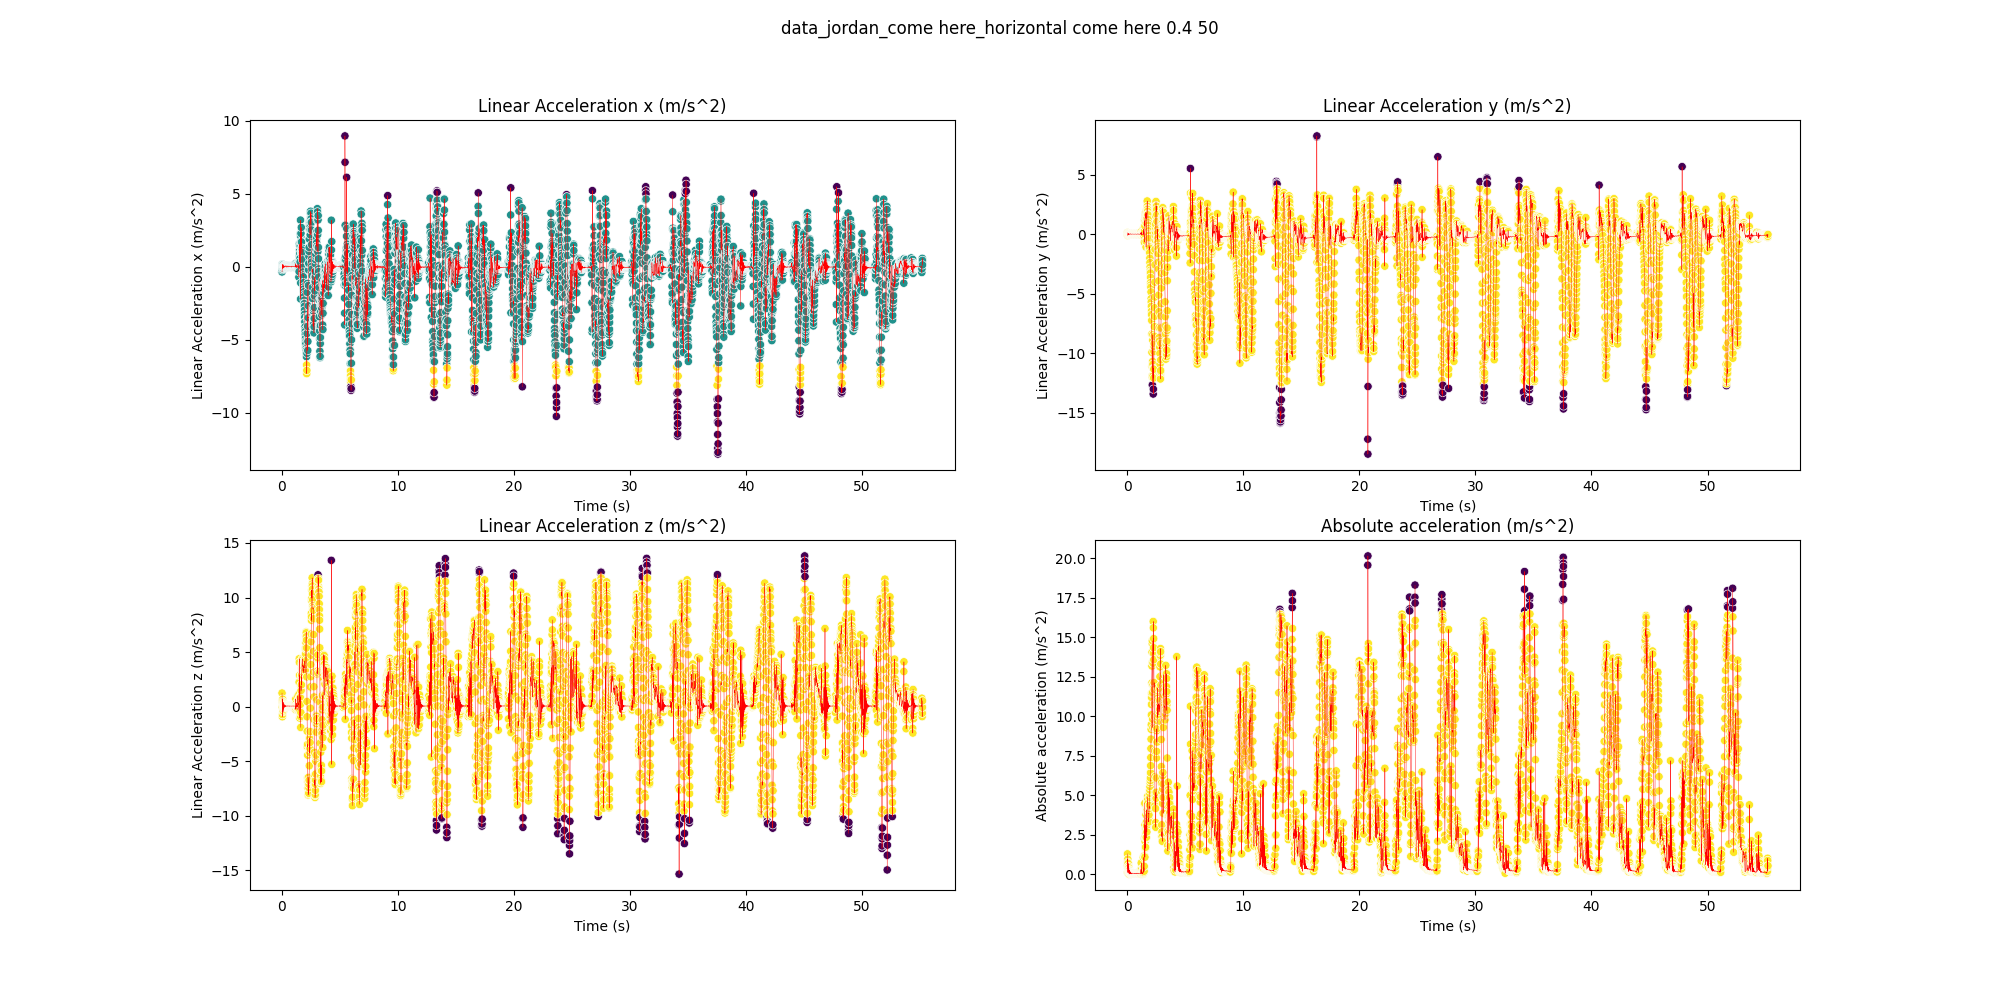 data_jordan_come here_horizontal come here 0.4 50
Linear Acceleration x (m/s^2)
Linear Acceleration x (m/s^2)
10
5
0
−5
−10
0 10 20 30 40 50
Time (s)
Linear Acceleration y (m/s^2)
Linear Acceleration y (m/s^2)
5
0
−5
−10
−15
0 10 20 30 40 50
Time (s)
Linear Acceleration z (m/s^2)
Linear Acceleration z (m/s^2)
15
10
5
0
−5
−10
−15
0 10 20 30 40 50
Time (s)
Absolute acceleration (m/s^2)
Absolute acceleration (m/s^2)
20.0
17.5
15.0
12.5
10.0
7.5
5.0
2.5
0.0
0 10 20 30 40 50
Time (s)